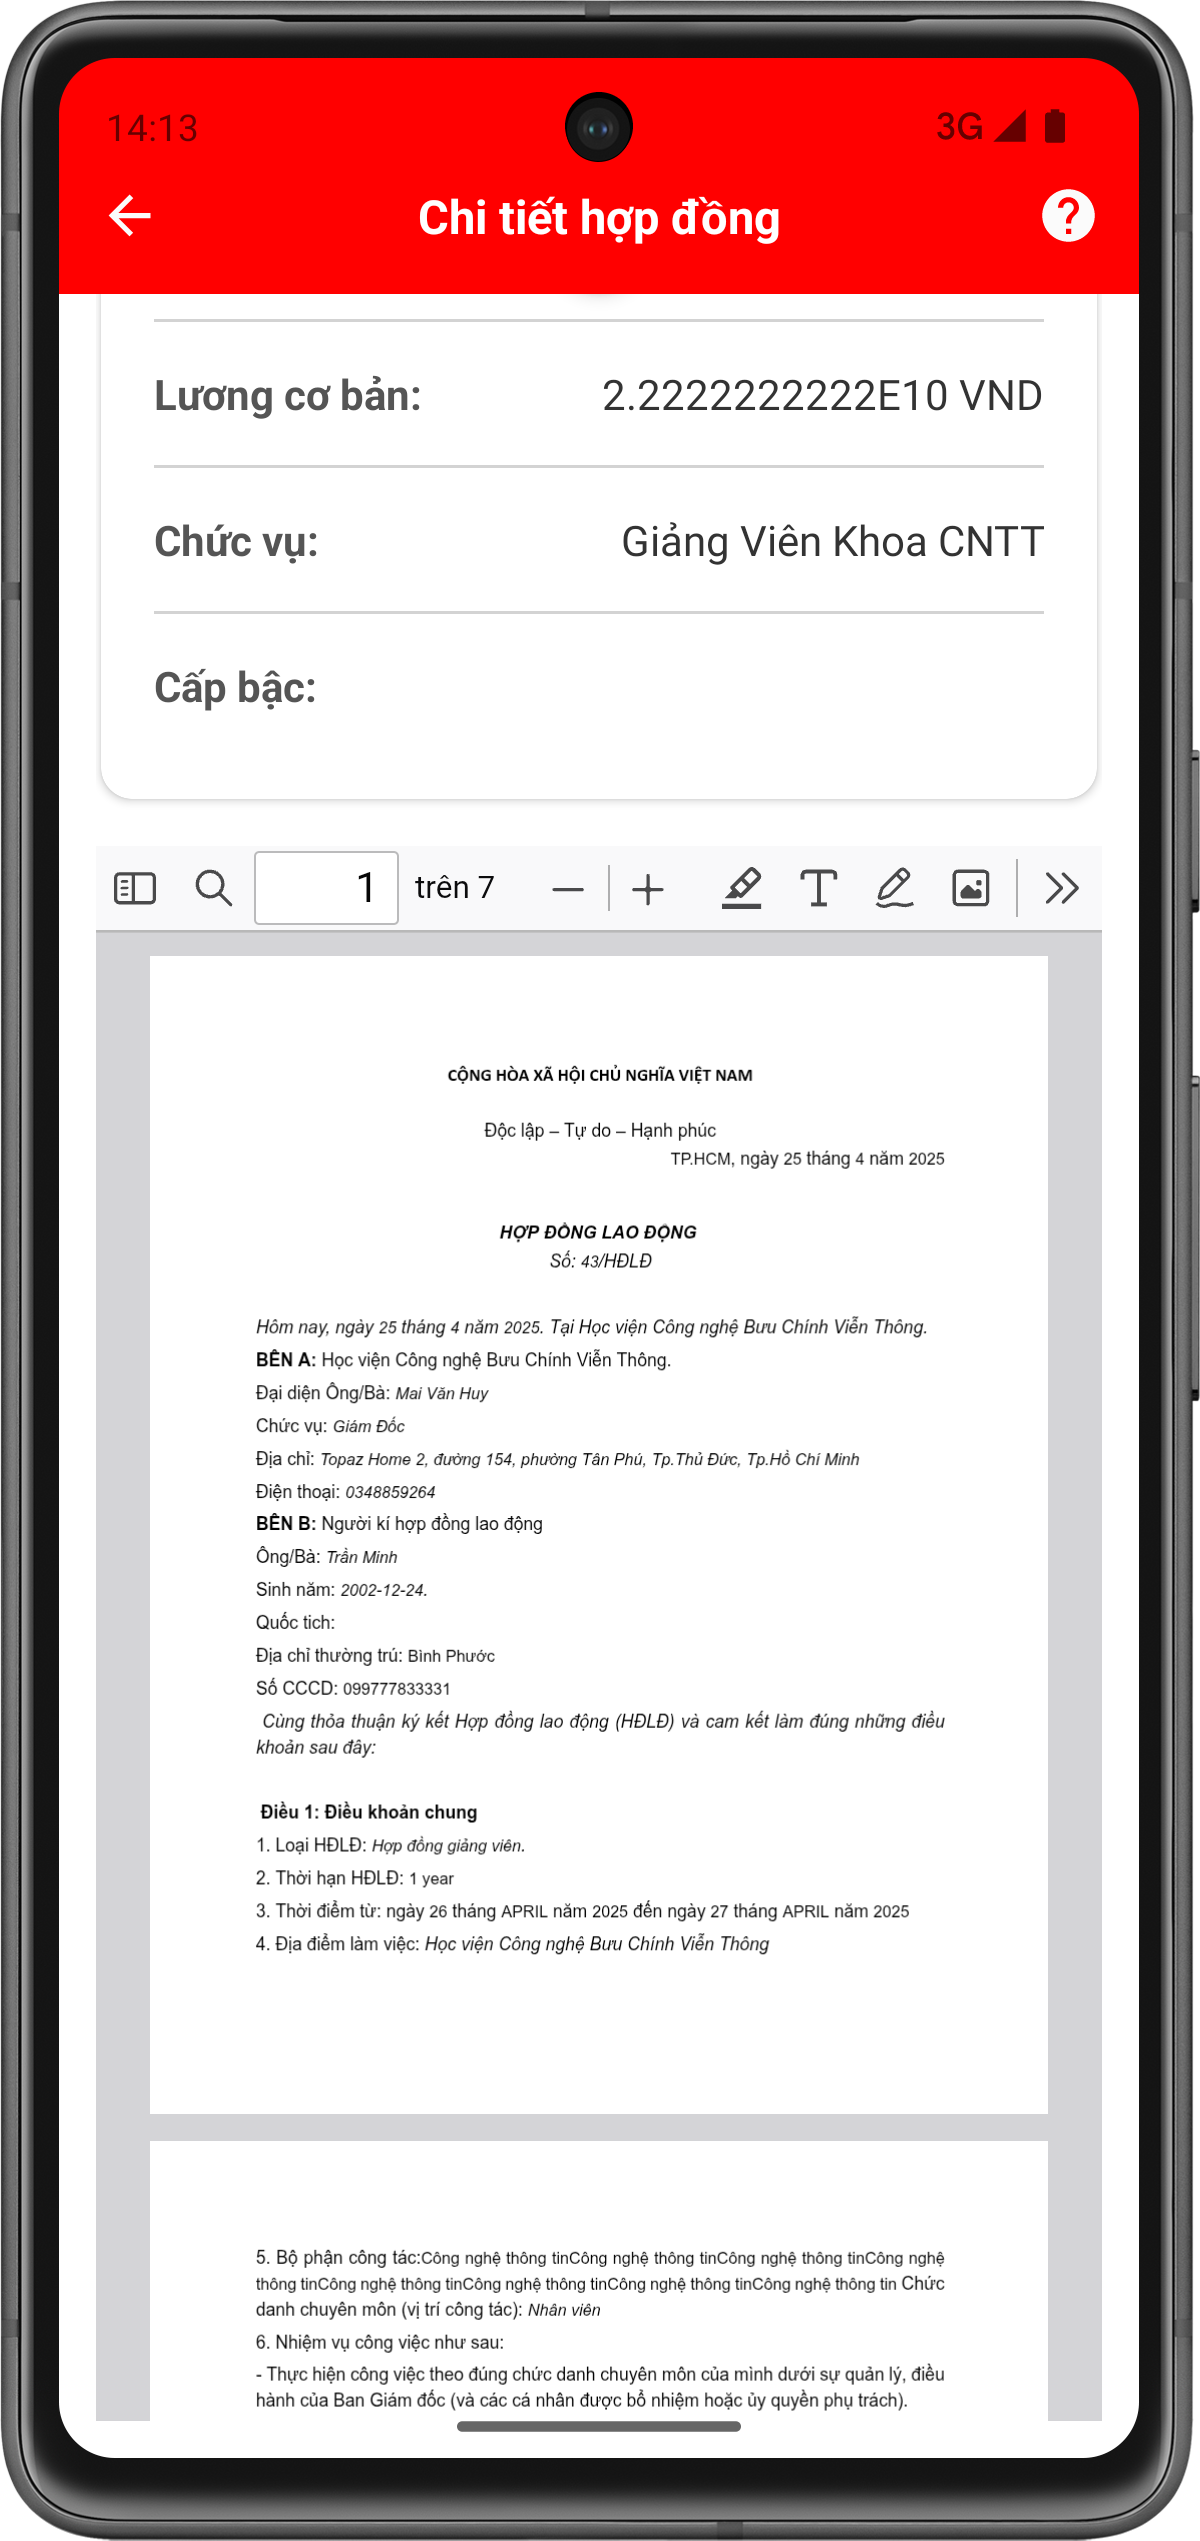 14:13
3G
Chi tiết hợp đồng
Lương cơ bản: 2.2222222222E10 VND
Chức vụ: Giảng Viên Khoa CNTT
Cấp bậc:
1 trên 7
CỘNG HÒA XÃ HỘI CHỦ NGHĨA VIỆT NAM
Độc lập – Tự do – Hạnh phúc
TP.HCM, ngày 25 tháng 4 năm 2025
HỢP ĐỒNG LAO ĐỘNG
Số: 43/HĐLĐ
Hôm nay, ngày 25 tháng 4 năm 2025. Tại Học viện Công nghệ Bưu Chính Viễn Thông.
BÊN A: Học viện Công nghệ Bưu Chính Viễn Thông.
Đại diện Ông/Bà: Mai Văn Huy
Chức vụ: Giám Đốc
Địa chỉ: Topaz Home 2, đường 154, phường Tân Phú, Tp.Thủ Đức, Tp.Hồ Chí Minh
Điện thoại: 0348859264
BÊN B: Người kí hợp đồng lao động
Ông/Bà: Trần Minh
Sinh năm: 2002-12-24.
Quốc tich:
Địa chỉ thường trú: Bình Phước
Số CCCD: 099777833331
Cùng thỏa thuận ký kết Hợp đồng lao động (HĐLĐ) và cam kết làm đúng những điều
khoản sau đây:
Điều 1: Điều khoản chung
1. Loại HĐLĐ: Hợp đồng giảng viên.
2. Thời hạn HĐLĐ: 1 year
3. Thời điểm từ: ngày 26 tháng APRIL năm 2025 đến ngày 27 tháng APRIL năm 2025
4. Địa điểm làm việc: Học viện Công nghệ Bưu Chính Viễn Thông
5. Bộ phận công tác:Công nghệ thông tinCông nghệ thông tinCông nghệ thông tinCông nghệ
thông tinCông nghệ thông tinCông nghệ thông tinCông nghệ thông tinCông nghệ thông tin Chức
danh chuyên môn (vị trí công tác): Nhân viên
6. Nhiệm vụ công việc như sau:
- Thực hiện công việc theo đúng chức danh chuyên môn của mình dưới sự quản lý, điều
hành của Ban Giám đốc (và các cá nhân được bổ nhiệm hoặc ủy quyền phụ trách).